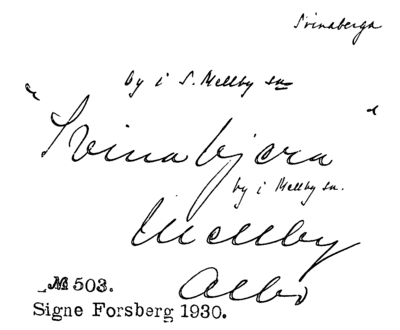 Svinaberga
by i S. Mellby sn
"Svinabjera"
by i Mellby sn.
Mellby
Albo
№ 503.
Signe Forsberg 1930.